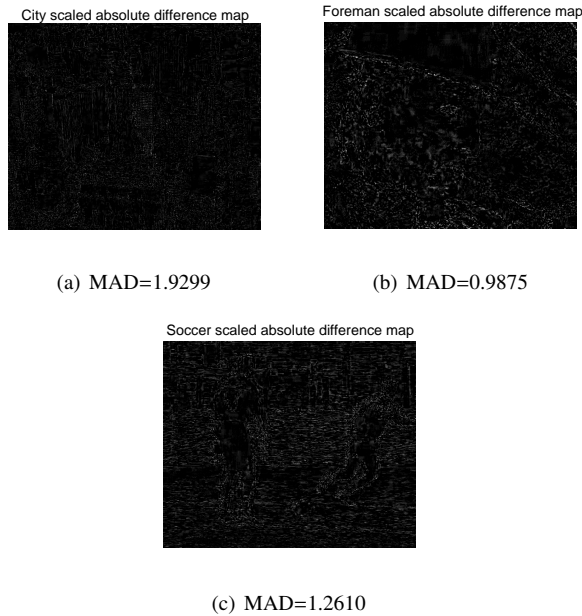 City scaled absolute difference map
Foreman scaled absolute difference map
(a) MAD=1.9299
(b) MAD=0.9875
Soccer scaled absolute difference map
(c) MAD=1.2610